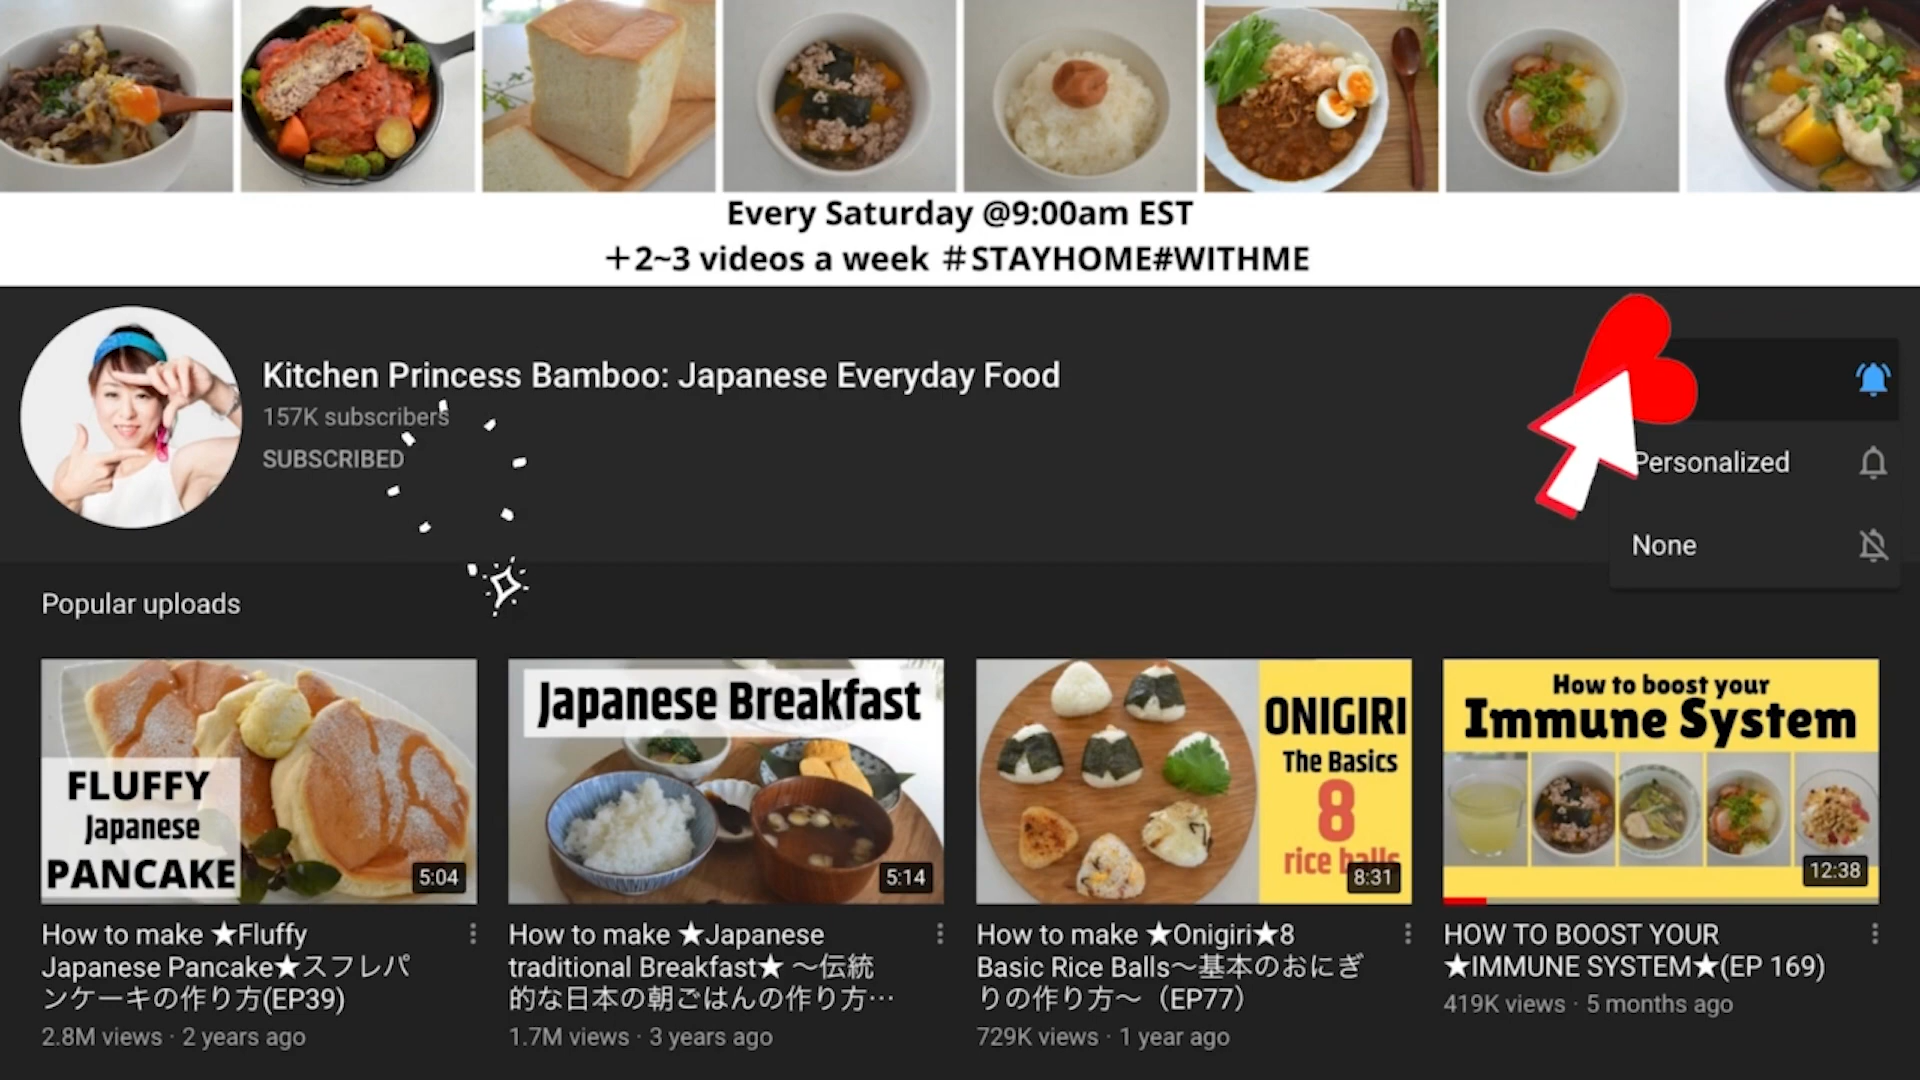 Every Saturday @9:00am EST
+2~3 videos a week #STAYHOME#WITHME
Kitchen Princess Bamboo: Japanese Everyday Food
157K subscribers
SUBSCRIBED
Personalized
None
Popular uploads
FLUFFY
Japanese
PANCAKE
5:04
Japanese Breakfast
5:14
ONIGIRI
The Basics
8
rice balls
8:31
How to boost your
Immune System
12:38
How to make ★Fluffy
Japanese Pancake★スフレパ
ンケーキの作り方(EP39)
2.8M views · 2 years ago
How to make ★Japanese
traditional Breakfast★ 〜伝統
的な日本の朝ごはんの作り方…
1.7M views · 3 years ago
How to make ★Onigiri★8
Basic Rice Balls〜基本のおにぎ
りの作り方〜（EP77）
729K views · 1 year ago
HOW TO BOOST YOUR
★IMMUNE SYSTEM★(EP 169)
419K views · 5 months ago